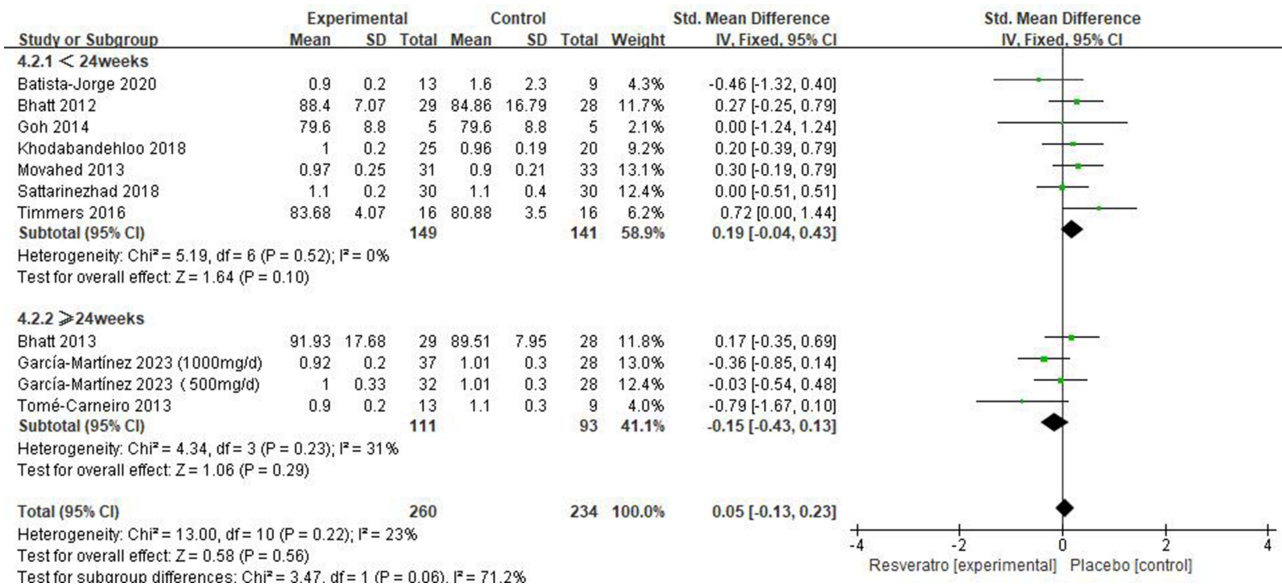 Experimental Control Std. Mean Difference Std. Mean Difference
Study or Subgroup Mean SD Total Mean SD Total Weight IV, Fixed, 95% CI IV, Fixed, 95% CI
4.2.1 < 24weeks
Batista-Jorge 2020 0.9 0.2 13 1.6 2.3 9 4.3% -0.46 [-1.32, 0.40]
Bhatt 2012 88.4 7.07 29 84.86 16.79 28 11.7% 0.27 [-0.25, 0.79]
Goh 2014 79.6 8.8 5 79.6 8.8 5 2.1% 0.00 [-1.24, 1.24]
Khodabandehloo 2018 1 0.2 25 0.96 0.19 20 9.2% 0.20 [-0.39, 0.79]
Movahed 2013 0.97 0.25 31 0.9 0.21 33 13.1% 0.30 [-0.19, 0.79]
Sattarinezhad 2018 1.1 0.2 30 1.1 0.4 30 12.4% 0.00 [-0.51, 0.51]
Timmers 2016 83.68 4.07 16 80.88 3.5 16 6.2% 0.72 [0.00, 1.44]
Subtotal (95% CI) 149 141 58.9% 0.19 [-0.04, 0.43]
Heterogeneity: Chi² = 5.19, df = 6 (P = 0.52); I² = 0%
Test for overall effect: Z = 1.64 (P = 0.10)
4.2.2 ⩾24weeks
Bhatt 2013 91.93 17.68 29 89.51 7.95 28 11.8% 0.17 [-0.35, 0.69]
García-Martínez 2023 (1000mg/d) 0.92 0.2 37 1.01 0.3 28 13.0% -0.36 [-0.85, 0.14]
García-Martínez 2023 (500mg/d) 1 0.33 32 1.01 0.3 28 12.4% -0.03 [-0.54, 0.48]
Tomé-Carneiro 2013 0.9 0.2 13 1.1 0.3 9 4.0% -0.79 [-1.67, 0.10]
Subtotal (95% CI) 111 93 41.1% -0.15 [-0.43, 0.13]
Heterogeneity: Chi² = 4.34, df = 3 (P = 0.23); I² = 31%
Test for overall effect: Z = 1.06 (P = 0.29)
Total (95% CI) 260 234 100.0% 0.05 [-0.13, 0.23]
Heterogeneity: Chi² = 13.00, df = 10 (P = 0.22); I² = 23%
Test for overall effect: Z = 0.58 (P = 0.56)
Test for subgroup differences: Chi² = 3.47, df = 1 (P = 0.06), I² = 71.2%
-4 -2 0 2 4
Resveratro [experimental] Placebo [control]